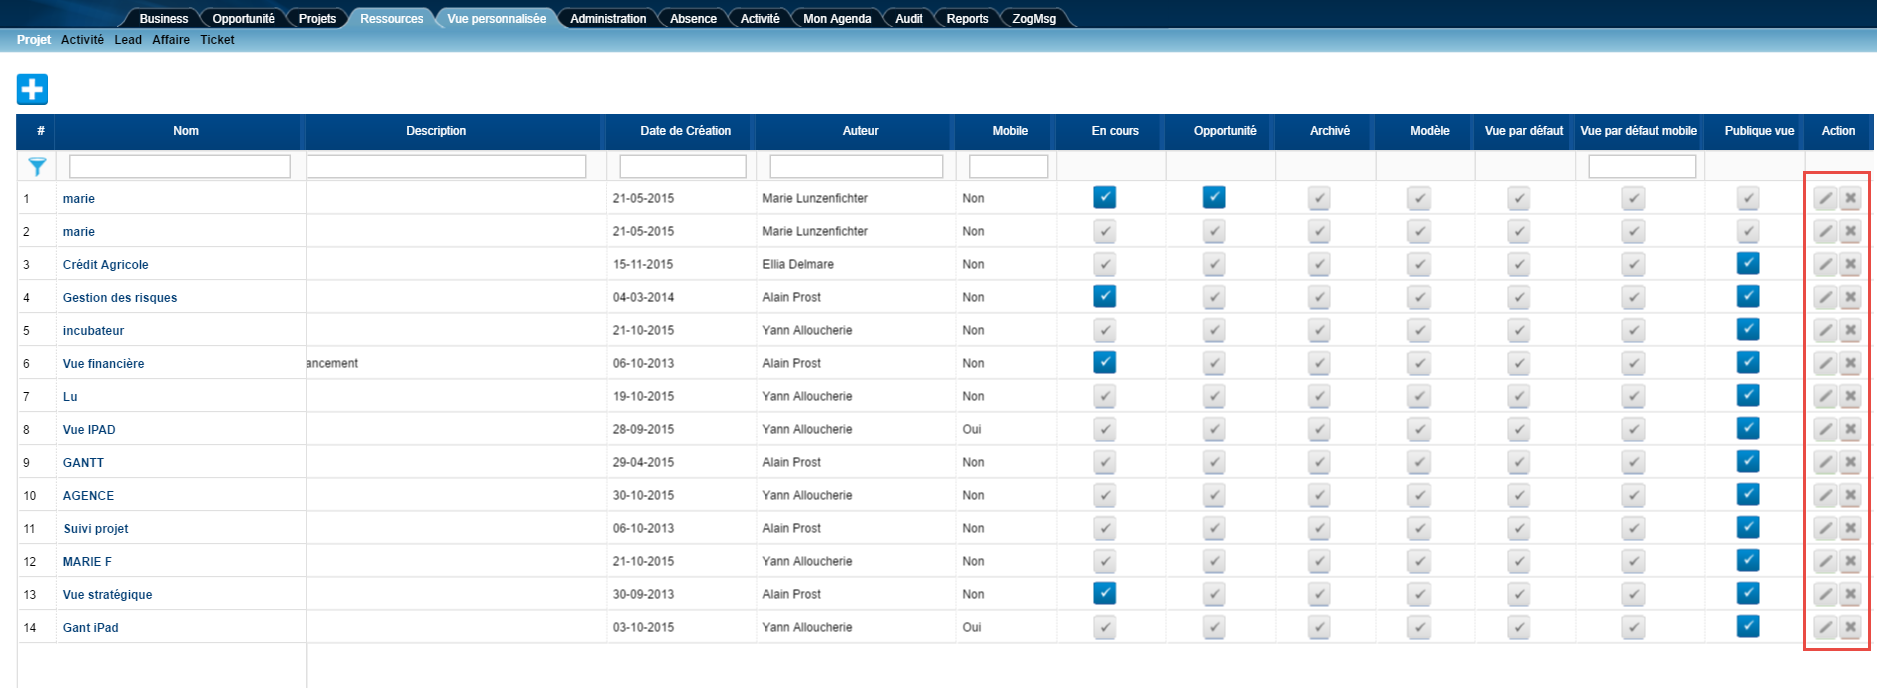 Business Opportunité Projets Ressources Vue personnalisée Administration Absence Activité Mon Agenda Audit Reports ZogMsg
Projet Activité Lead Affaire Ticket
# Nom Description Date de Création Auteur Mobile En cours Opportunité Archivé Modèle Vue par défaut Vue par défaut mobile Publique vue Action
1 marie 21-05-2015 Marie Lunzenfichter Non
2 marie 21-05-2015 Marie Lunzenfichter Non
3 Crédit Agricole 15-11-2015 Ellia Delmare Non
4 Gestion des risques 04-03-2014 Alain Prost Non
5 incubateur 21-10-2015 Yann Alloucherie Non
6 Vue financière ancement 06-10-2013 Alain Prost Non
7 Lu 19-10-2015 Yann Alloucherie Non
8 Vue IPAD 28-09-2015 Yann Alloucherie Oui
9 GANTT 29-04-2015 Alain Prost Non
10 AGENCE 30-10-2015 Yann Alloucherie Non
11 Suivi projet 06-10-2013 Alain Prost Non
12 MARIE F 21-10-2015 Yann Alloucherie Non
13 Vue stratégique 30-09-2013 Alain Prost Non
14 Gant iPad 03-10-2015 Yann Alloucherie Oui